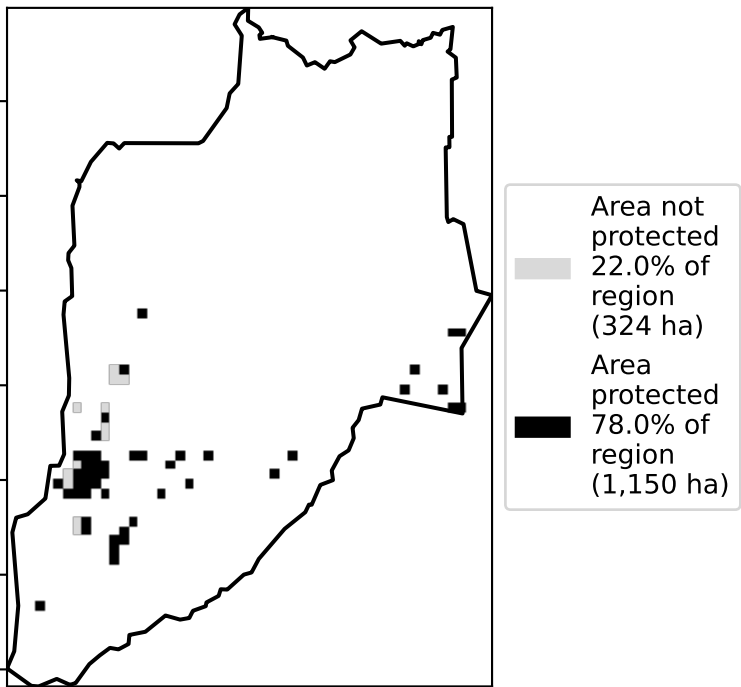 Area not
protected
22.0% of
region
(324 ha)
Area
protected
78.0% of
region
(1,150 ha)